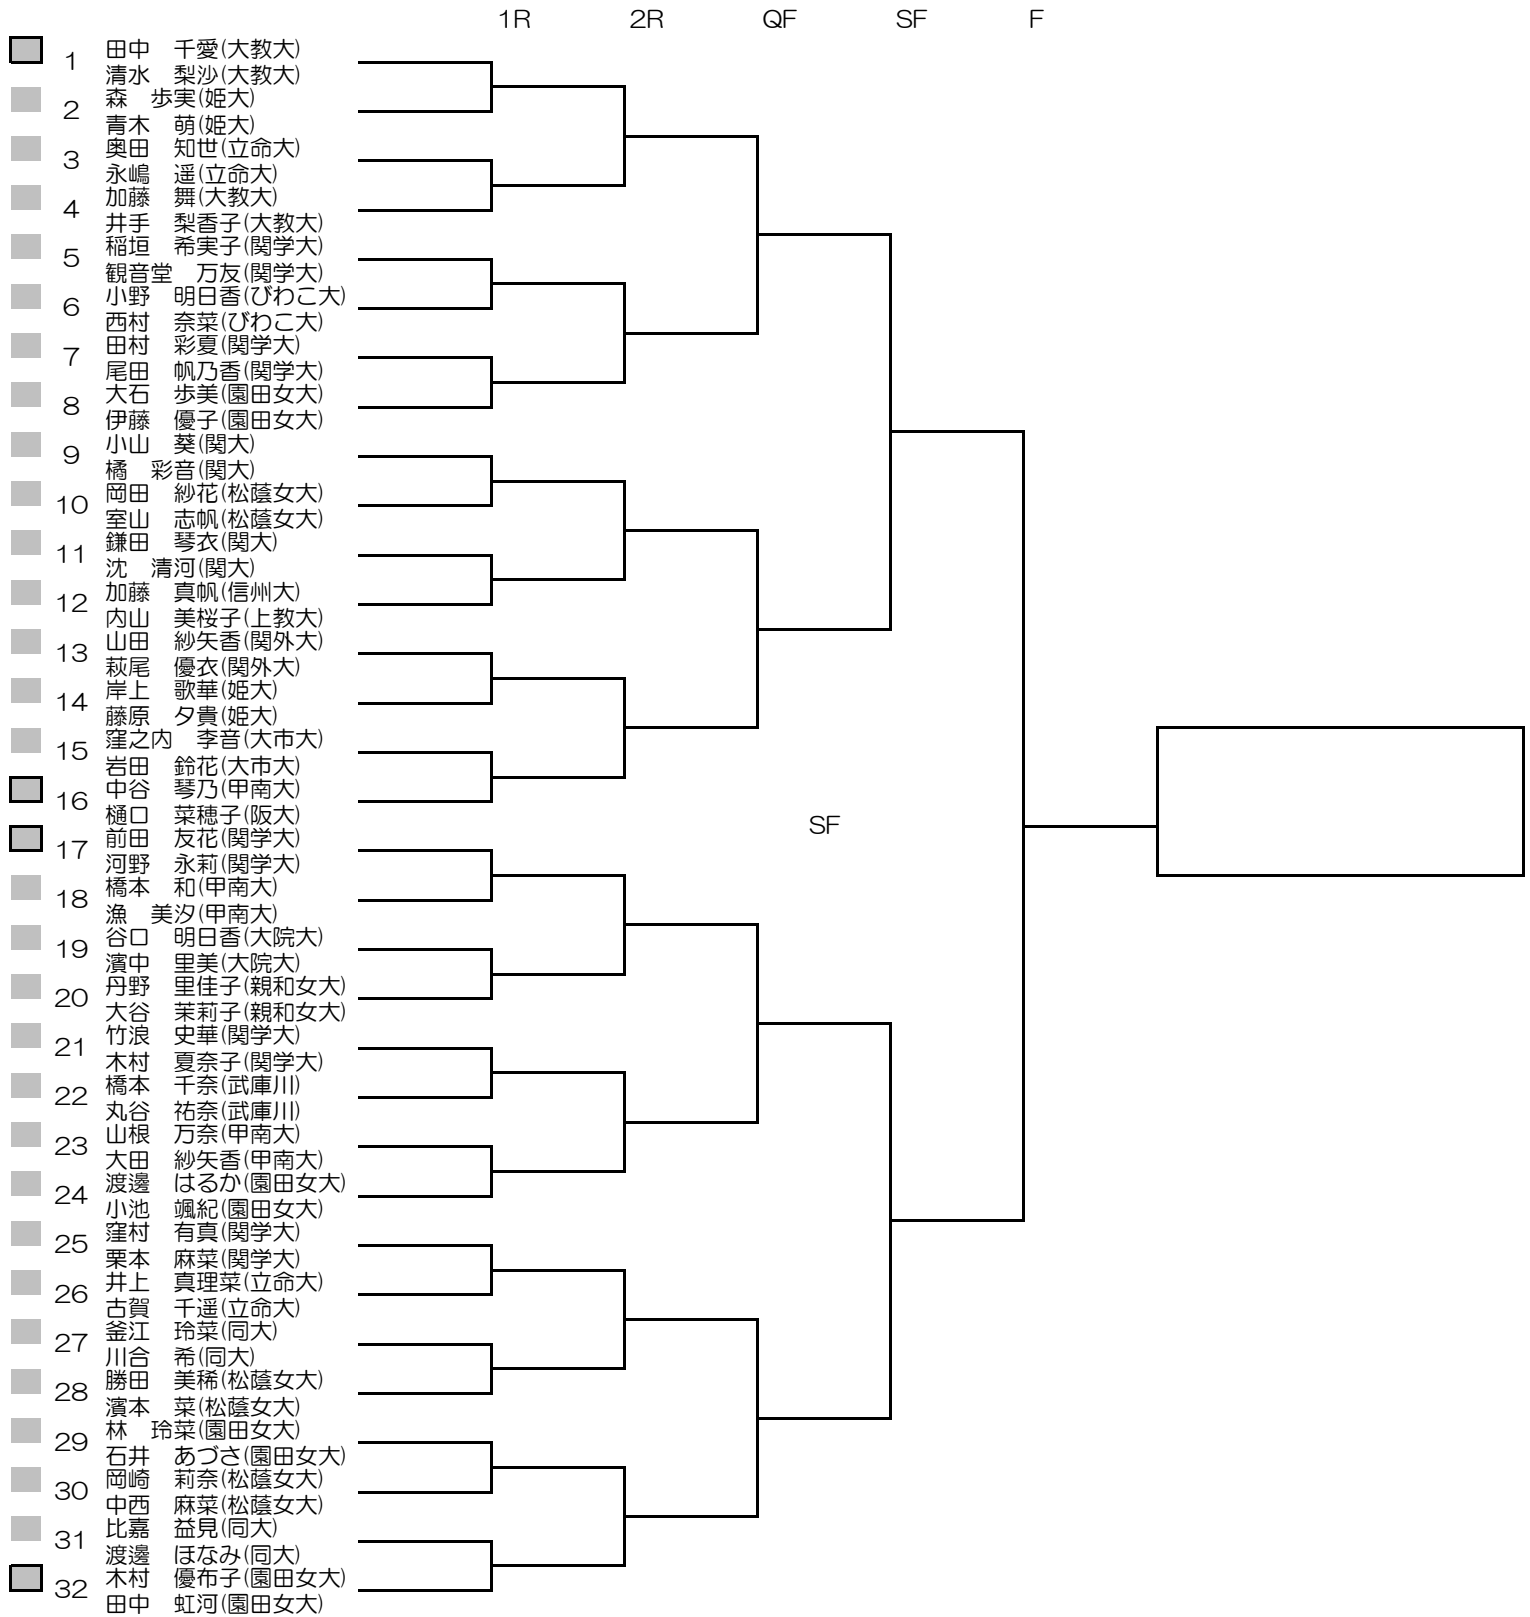 1R 2R QF SF F
田中 千愛(大教大)
1
清水 梨沙(大教大)
森 歩実(姫大)
2
青木 萌(姫大)
奥田 知世(立命大)
3
永嶋 遥(立命大)
加藤 舞(大教大)
4
井手 梨香子(大教大)
稲垣 希実子(関学大)
5
観音堂 万友(関学大)
小野 明日香(びわこ大)
6
西村 奈菜(びわこ大)
田村 彩夏(関学大)
7
尾田 帆乃香(関学大)
大石 歩美(園田女大)
8
伊藤 優子(園田女大)
小山 葵(関大)
9
橘 彩音(関大)
岡田 紗花(松蔭女大)
10
室山 志帆(松蔭女大)
鎌田 琴衣(関大)
11
沈 清河(関大)
加藤 真帆(信州大)
12
内山 美桜子(上教大)
山田 紗矢香(関外大)
13
萩尾 優衣(関外大)
岸上 歌華(姫大)
14
藤原 夕貴(姫大)
窪之内 李音(大市大)
15
岩田 鈴花(大市大)
中谷 琴乃(甲南大)
16
樋口 菜穂子(阪大)
SF
前田 友花(関学大)
17
河野 永莉(関学大)
橋本 和(甲南大)
18
漁 美汐(甲南大)
谷口 明日香(大院大)
19
濱中 里美(大院大)
丹野 里佳子(親和女大)
20
大谷 茉莉子(親和女大)
竹浪 史華(関学大)
21
木村 夏奈子(関学大)
橋本 千奈(武庫川)
22
丸谷 祐奈(武庫川)
山根 万奈(甲南大)
23
大田 紗矢香(甲南大)
渡邊 はるか(園田女大)
24
小池 颯紀(園田女大)
窪村 有真(関学大)
25
栗本 麻菜(関学大)
井上 真理菜(立命大)
26
古賀 千遥(立命大)
釜江 玲菜(同大)
27
川合 希(同大)
勝田 美稀(松蔭女大)
28
濱本 菜(松蔭女大)
林 玲菜(園田女大)
29
石井 あづさ(園田女大)
岡崎 莉奈(松蔭女大)
30
中西 麻菜(松蔭女大)
比嘉 益見(同大)
31
渡邊 ほなみ(同大)
木村 優布子(園田女大)
32
田中 虹河(園田女大)